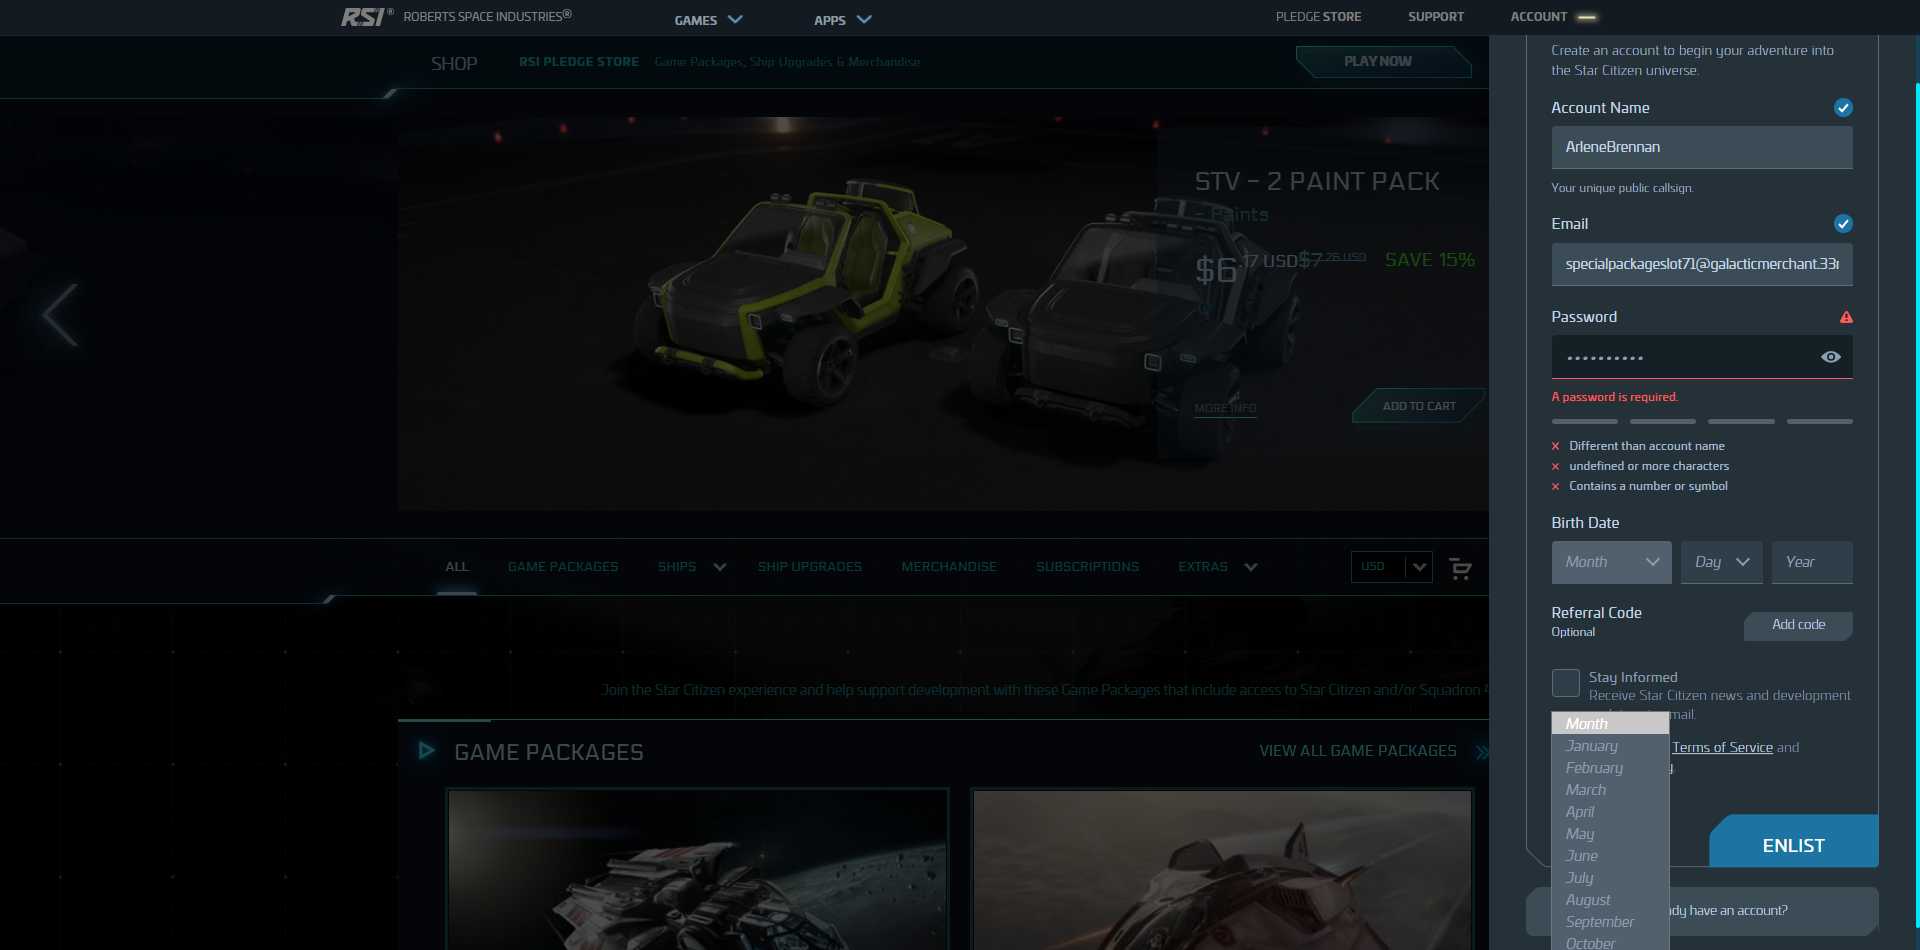 RSI® ROBERTS SPACE INDUSTRIES®
GAMES
APPS
PLEDGE STORE
SUPPORT
ACCOUNT
SHOP
RSI PLEDGE STORE
Game Packages, Ship Upgrades & Merchandise
PLAY NOW
STV - 2 PAINT PACK
- Paints
$6.17 USD $7.26 USD SAVE 15%
MORE INFO
ADD TO CART
ALL
GAME PACKAGES
SHIPS
SHIP UPGRADES
MERCHANDISE
SUBSCRIPTIONS
EXTRAS
USD
Join the Star Citizen experience and help support development with these Game Packages that include access to Star Citizen and/or Squadron
GAME PACKAGES
VIEW ALL GAME PACKAGES
Create an account to begin your adventure into
the Star Citizen universe.
Account Name
ArleneBrennan
Your unique public callsign.
Email
specialpackageslot71@galacticmerchant.33
Password
A password is required.
Different than account name
undefined or more characters
Contains a number or symbol
Birth Date
Month
Day
Year
Referral Code
Optional
Add code
Stay Informed
Receive Star Citizen news and development
mail.
Terms of Service and
y.
Month
January
February
March
April
May
June
July
August
September
October
ENLIST
dy have an account?